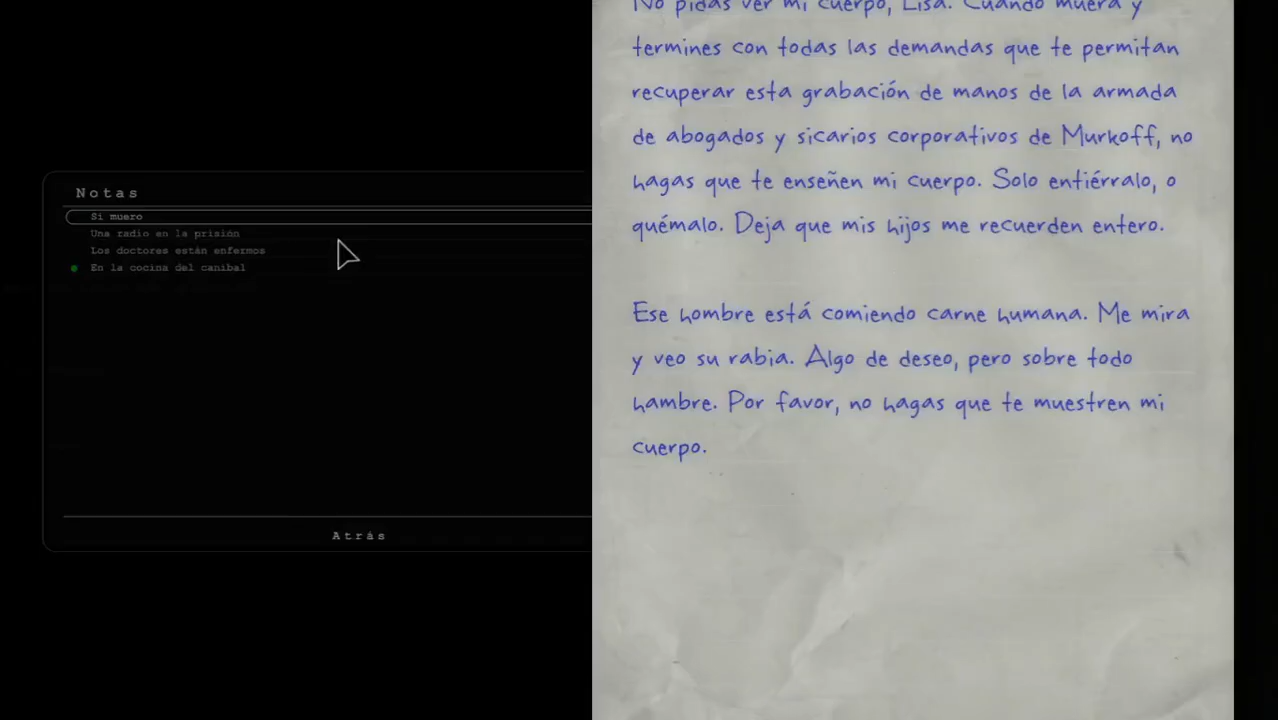 Notas
Si muero
Una radio en la prisión
Los doctores están enfermos
En la cocina del caníbal
Atrás
No pidas ver mi cuerpo, Lisa. Cuando muera y
termines con todas las demandas que te permitan
recuperar esta grabación de manos de la armada
de abogados y sicarios corporativos de Murkoff, no
hagas que te enseñen mi cuerpo. Solo entiérralo, o
quémalo. Deja que mis hijos me recuerden entero.
Ese hombre está comiendo carne humana. Me mira
y veo su rabia. Algo de deseo, pero sobre todo
hambre. Por favor, no hagas que te muestren mi
cuerpo.